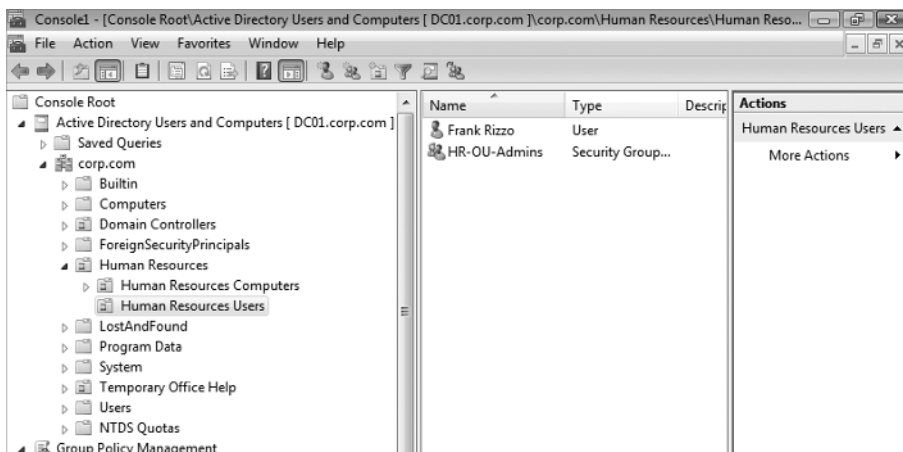 Console1 - [Console Root\Active Directory Users and Computers [ DC01.corp.com ]\corp.com\Human Resources\Human Reso...
File Action View Favorites Window Help
Console Root
Active Directory Users and Computers [ DC01.corp.com ]
Saved Queries
corp.com
Builtin
Computers
Domain Controllers
ForeignSecurityPrincipals
Human Resources
Human Resources Computers
Human Resources Users
LostAndFound
Program Data
System
Temporary Office Help
Users
NTDS Quotas
Group Policy Management
Name Type Descrip
Frank Rizzo User
HR-OU-Admins Security Group...
Actions
Human Resources Users
More Actions